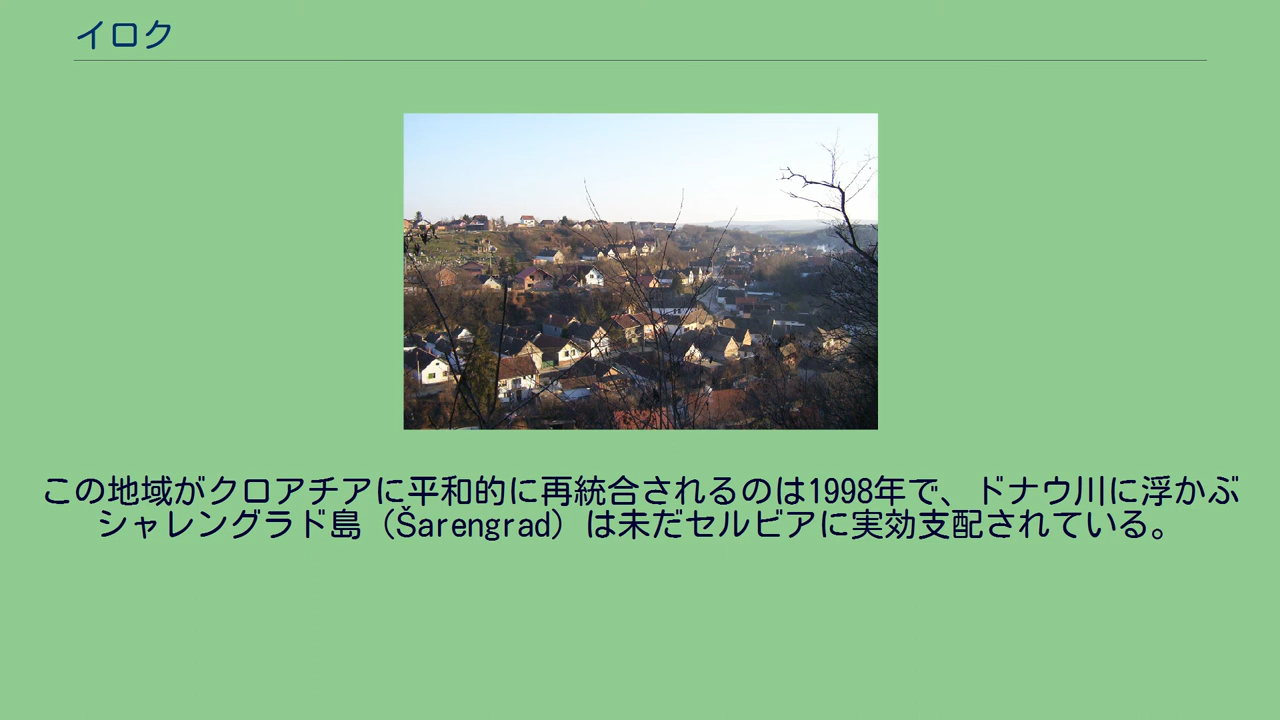 イロク
この地域がクロアチアに平和的に再統合されるのは1998年で、ドナウ川に浮かぶ
シャレングラド島（Šarengrad）は未だセルビアに実効支配されている。